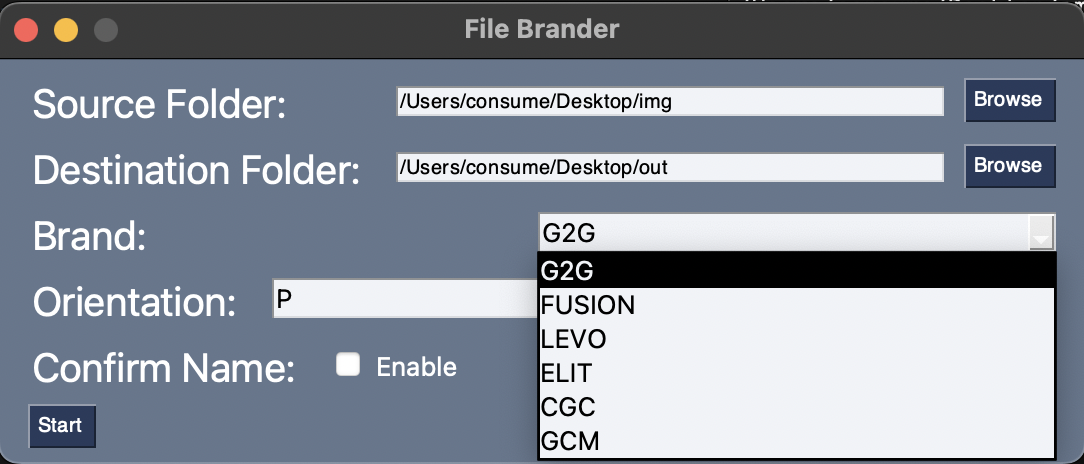 File Brander
Source Folder: /Users/consume/Desktop/img Browse
Destination Folder: /Users/consume/Desktop/out Browse
Brand: G2G
G2G
Orientation: P
FUSION
LEVO
Confirm Name: Enable
ELIT
CGC
Start
GCM